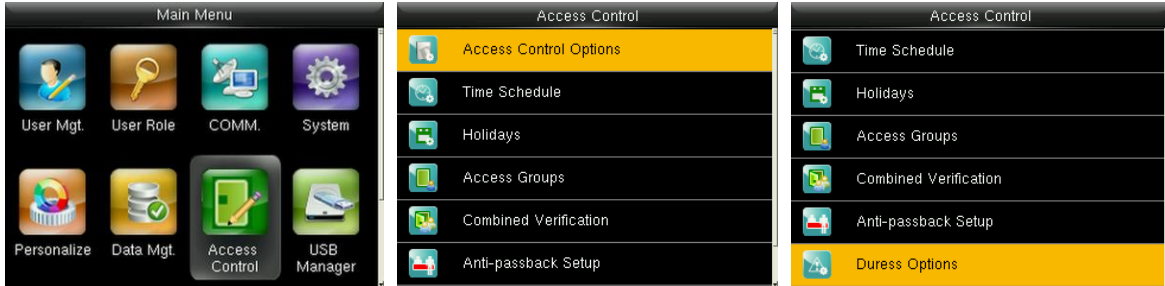 Main Menu
User Mgt.
User Role
COMM.
System
Personalize
Data Mgt.
Access
Control
USB
Manager
Access Control
Access Control Options
Time Schedule
Holidays
Access Groups
Combined Verification
Anti-passback Setup
Access Control
Time Schedule
Holidays
Access Groups
Combined Verification
Anti-passback Setup
Duress Options